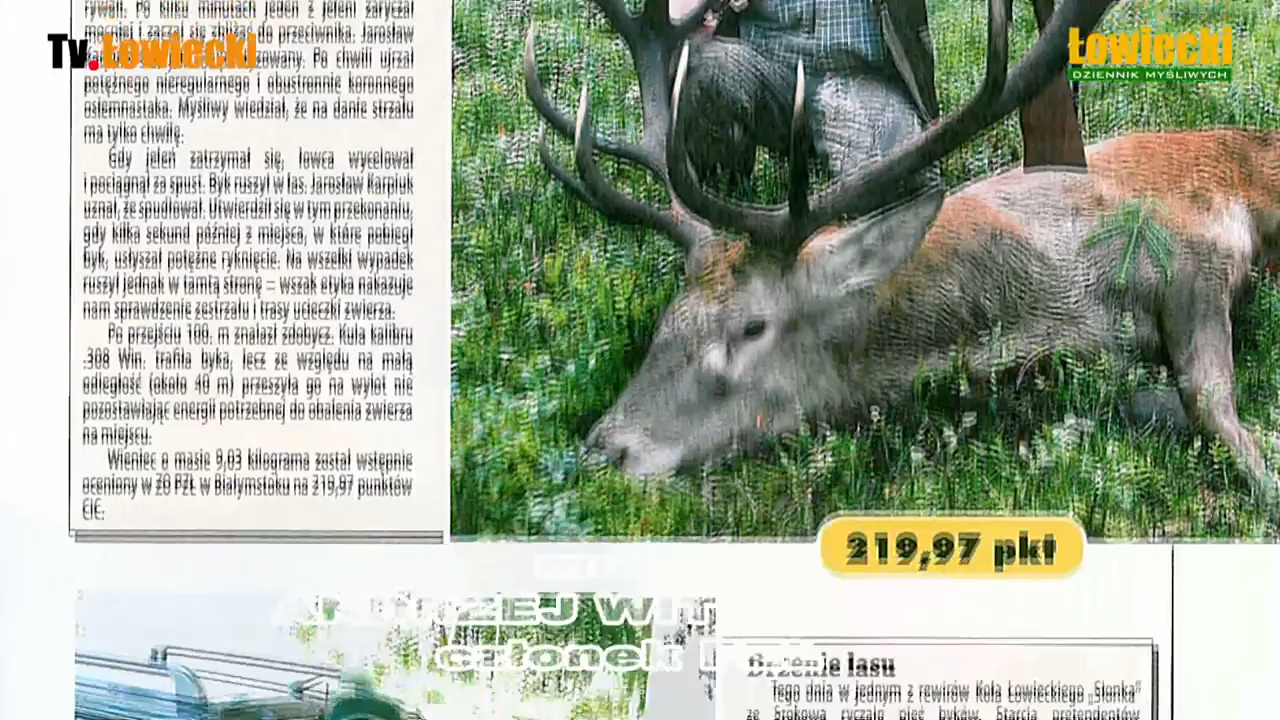 Tv.Łowiecki
Łowiecki
DZIENNIK MYŚLIWYCH
rywali. Po kilku minutach jeden z jeleni zaryczał
mocniej i zaczął się zbliżać do przeciwnika. Jarosław
Po chwili ujrzał
potężnego nieregularnego i obustronnie koronnego
osiemnastaka. Myśliwy wiedział, że na danie strzału
ma tylko chwilę.
Gdy jeleń zatrzymał się, łowca wycelował
i pociągnął za spust. Byk ruszył w las. Jarosław Karpiuk
uznał, że spudłował. Utwierdził się w tym przekonaniu,
gdy kilka sekund później z miejsca, w które pobiegł
byk, usłyszał potężne ryknięcie. Na wszelki wypadek
ruszył jednak w tamtą stronę – wszak etyka nakazuje
nam sprawdzenie zestrzału i trasy ucieczki zwierza.
Po przejściu 100. m znalazł zdobycz. Kula kalibru
.308 Win. trafiła byka, lecz ze względu na małą
odległość (około 40 m) przeszyła go na wylot nie
pozostawiając energii potrzebnej do obalenia zwierza
na miejscu.
Wieniec o masie 9,03 kilograma został wstępnie
oceniony w ZO PZŁ w Białymstoku na 219,97 punktów
CIC.
219,97 pkt
ANDRZEJ WIT
członek
Grzenie lasu
Tego dnia w jednym z rewirów Koła Łowieckiego „Słonka”
ze Srokowa ryczało pięć byków. Starcia pretendentów